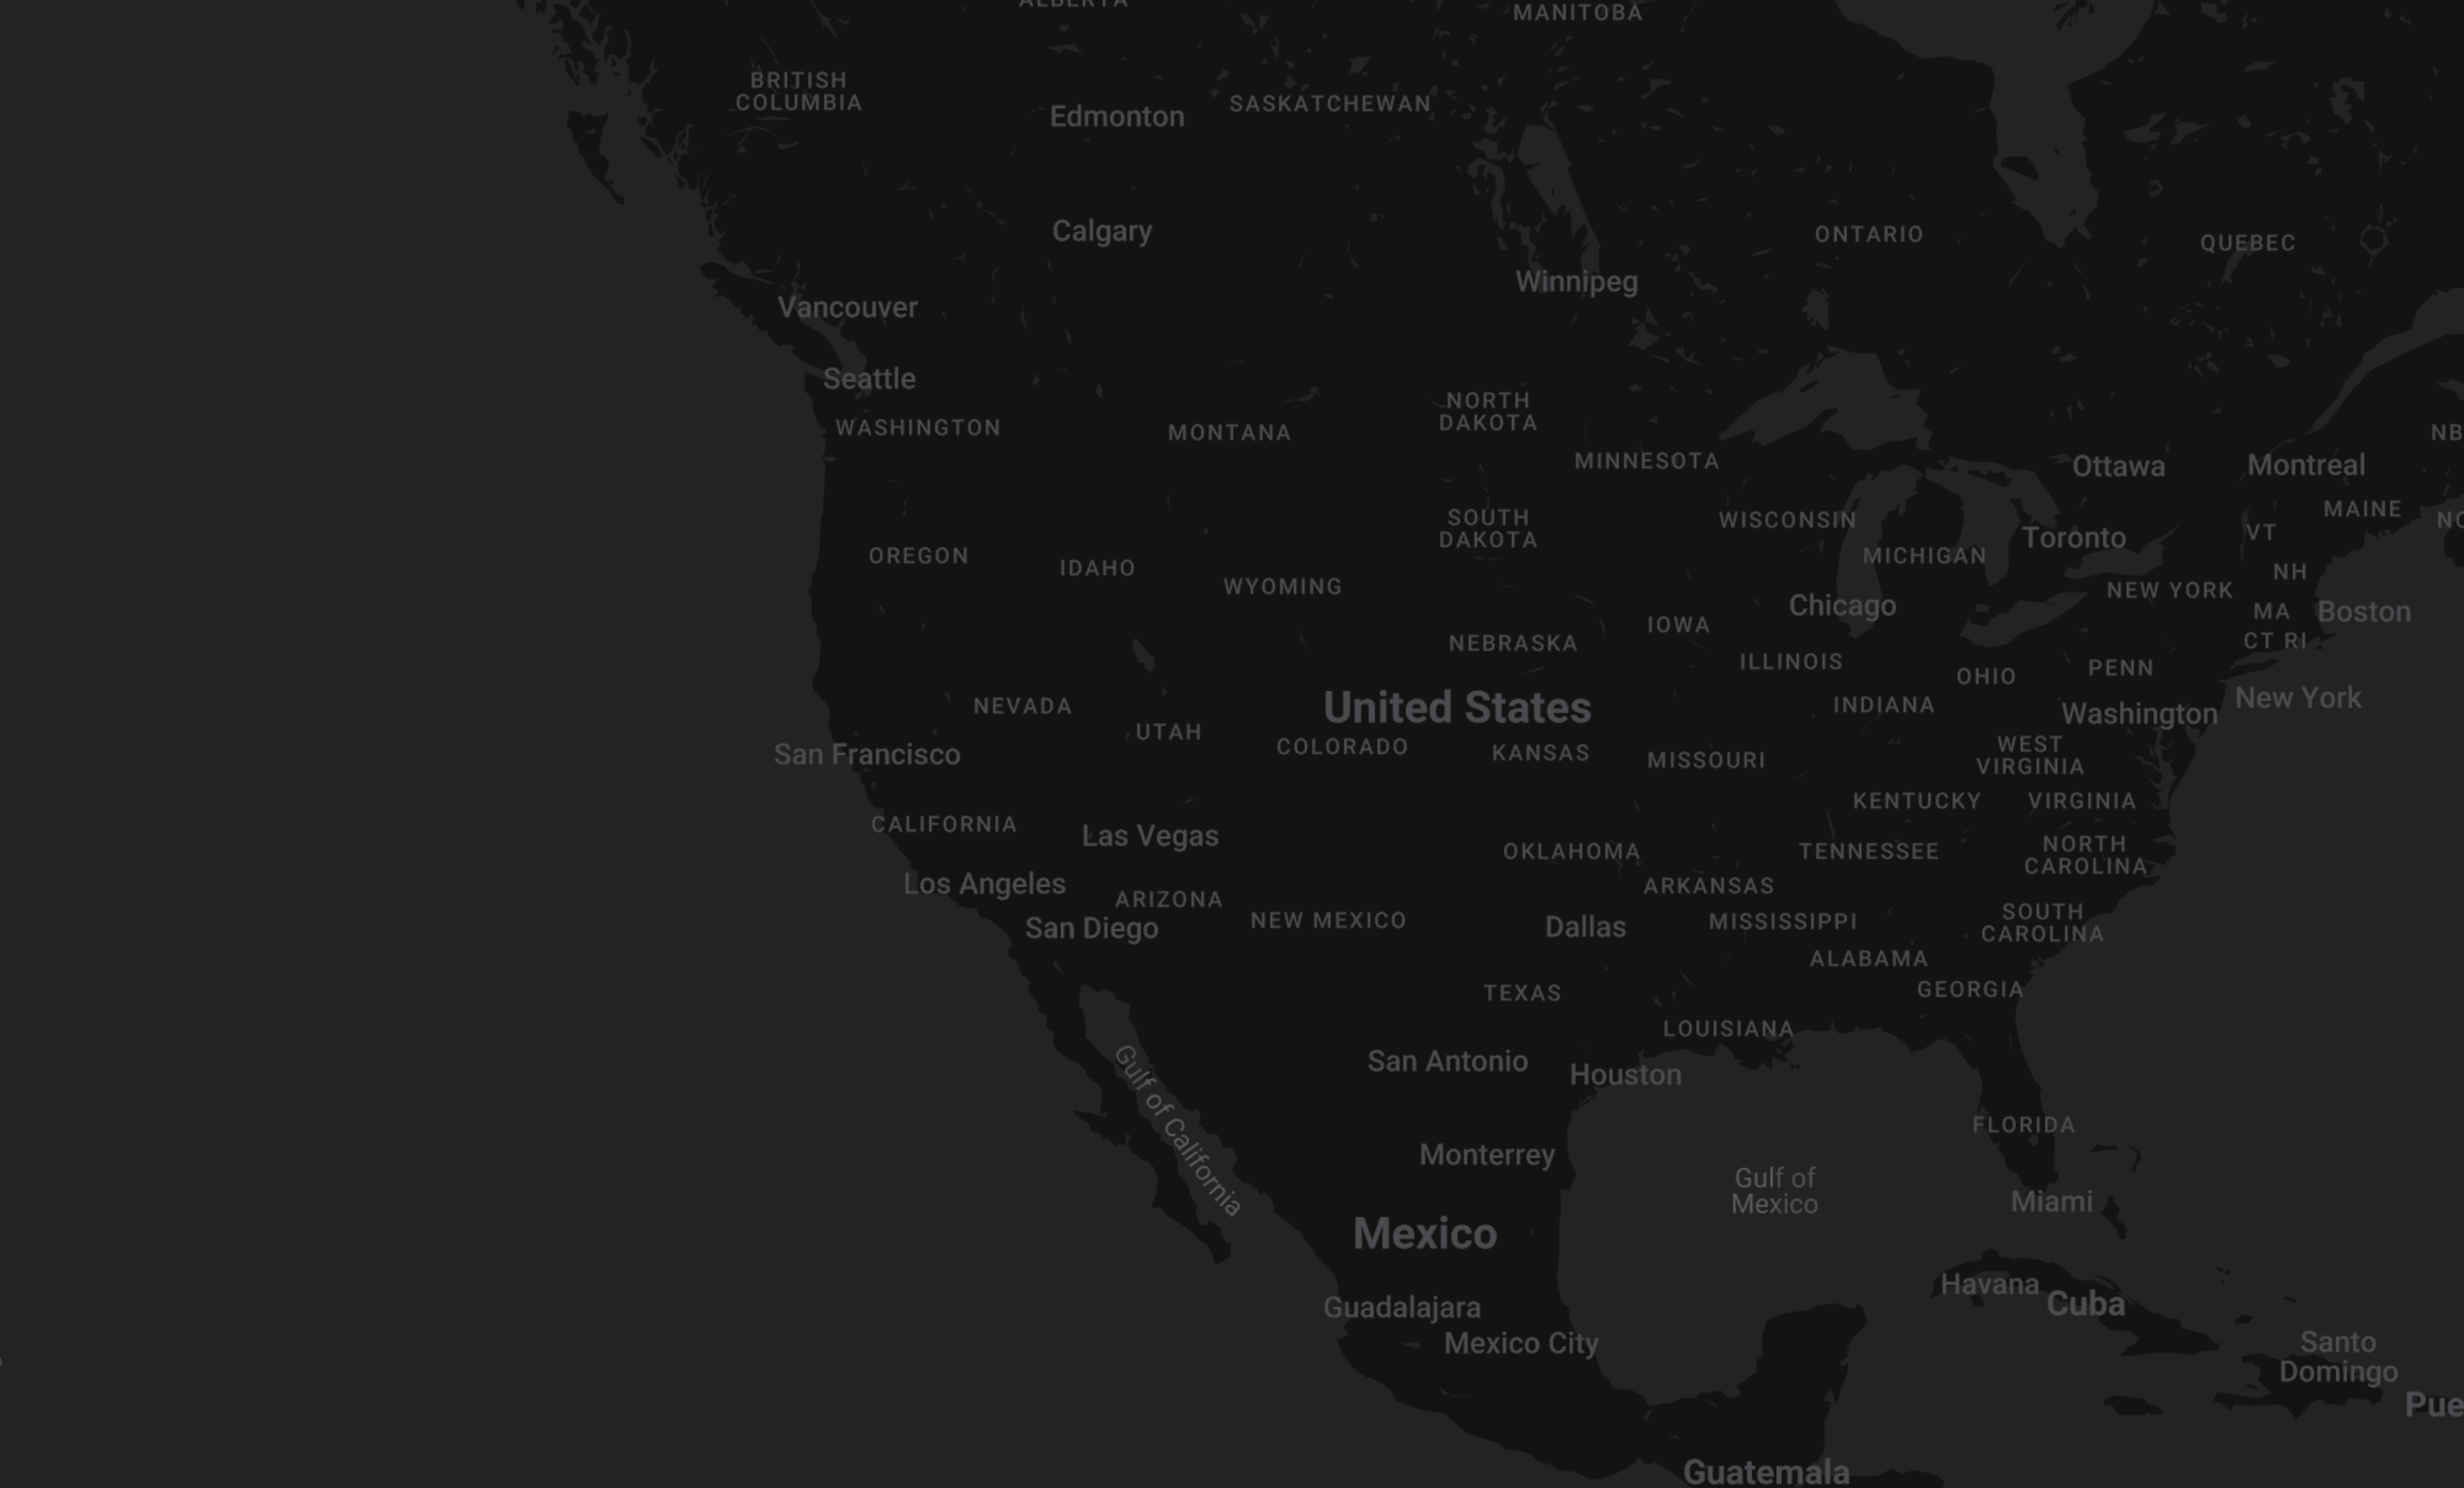 ALBERTA
MANITOBA
BRITISH
COLUMBIA
Edmonton
SASKATCHEWAN
Calgary
ONTARIO
QUEBEC
Winnipeg
Vancouver
Seattle
WASHINGTON
MONTANA
NORTH
DAKOTA
MINNESOTA
Ottawa
Montreal
NB
MAINE
SOUTH
DAKOTA
WISCONSIN
VT
Toronto
OREGON
IDAHO
MICHIGAN
NH
WYOMING
NEW YORK
Chicago
MA
Boston
IOWA
NEBRASKA
CT RI
ILLINOIS
OHIO
PENN
United States
NEVADA
INDIANA
Washington
New York
UTAH
COLORADO
KANSAS
MISSOURI
WEST
VIRGINIA
San Francisco
KENTUCKY
VIRGINIA
CALIFORNIA
Las Vegas
OKLAHOMA
TENNESSEE
NORTH
CAROLINA
Los Angeles
ARIZONA
ARKANSAS
San Diego
NEW MEXICO
Dallas
MISSISSIPPI
SOUTH
CAROLINA
ALABAMA
TEXAS
GEORGIA
LOUISIANA
San Antonio
Houston
Gulf of California
FLORIDA
Monterrey
Gulf of
Mexico
Miami
Mexico
Havana
Cuba
Guadalajara
Mexico City
Santo
Domingo
Pue
Guatemala